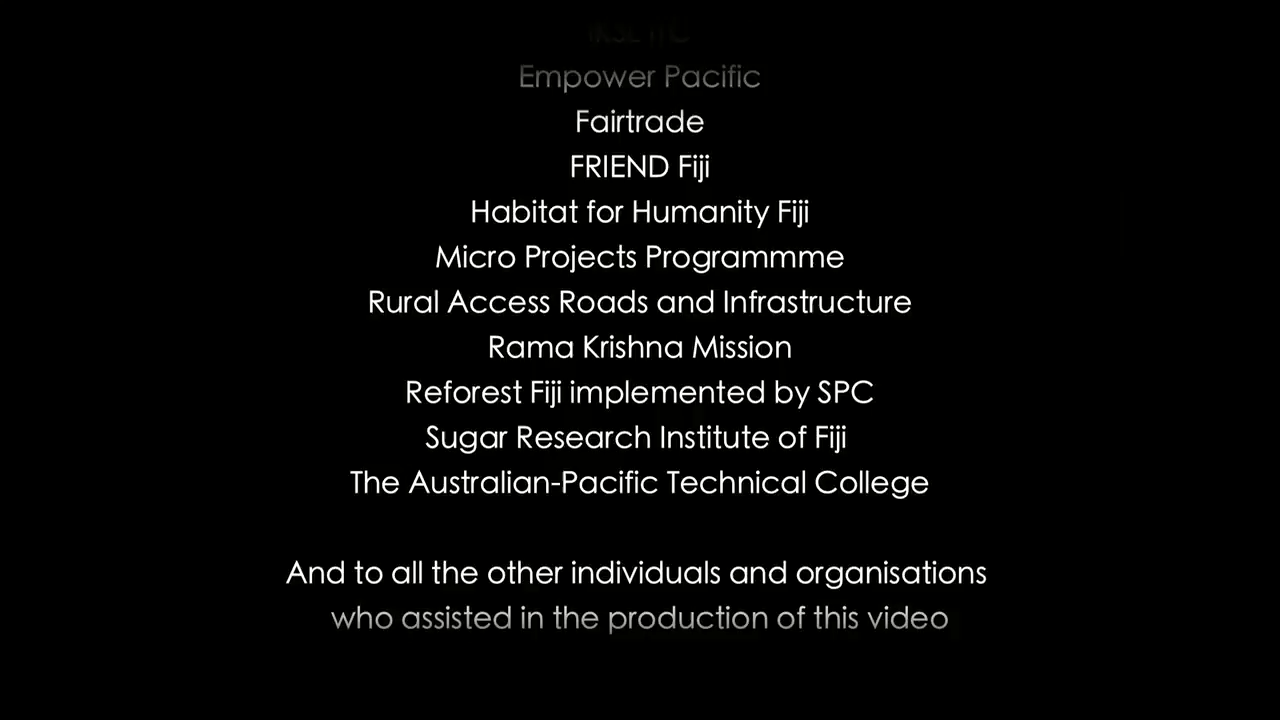 Empower Pacific
Fairtrade
FRIEND Fiji
Habitat for Humanity Fiji
Micro Projects Programmme
Rural Access Roads and Infrastructure
Rama Krishna Mission
Reforest Fiji implemented by SPC
Sugar Research Institute of Fiji
The Australian-Pacific Technical College
And to all the other individuals and organisations
who assisted in the production of this video